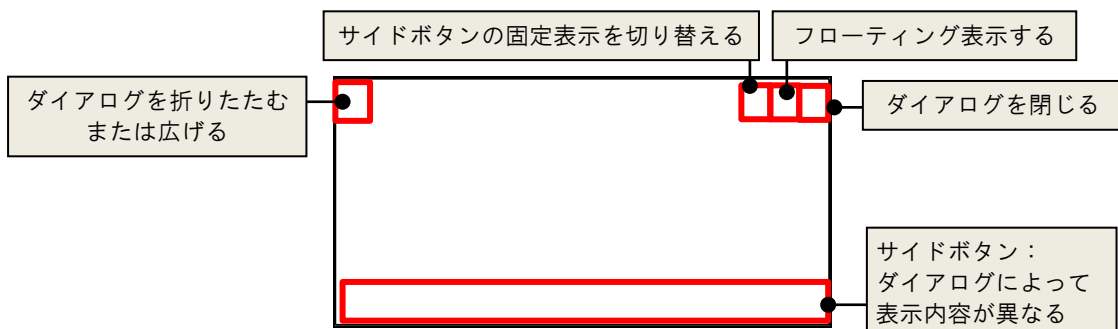 サイドボタンの固定表示を切り替える
フローティング表示する
ダイアログを折りたたむ
または広げる
ダイアログを閉じる
サイドボタン：
ダイアログによって
表示内容が異なる